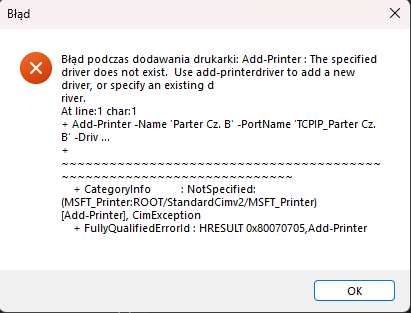 Błąd
Błąd podczas dodawania drukarki: Add-Printer : The specified
driver does not exist.  Use add-printerdriver to add a new
driver, or specify an existing d
river.
At line:1 char:1
+ Add-Printer -Name 'Parter Cz. B' -PortName 'TCPIP_Parter Cz.
B' -Driv ...
+
~~~~~~~~~~~~~~~~~~~~~~~~~~~~~~~~~~~~~~~~
~~~~~~~~~~~~~~~~~~~~~~~~~~~~~
+ CategoryInfo          : NotSpecified:
(MSFT_Printer:ROOT/StandardCimv2/MSFT_Printer)
[Add-Printer], CimException
+ FullyQualifiedErrorId : HRESULT 0x80070705,Add-Printer
OK